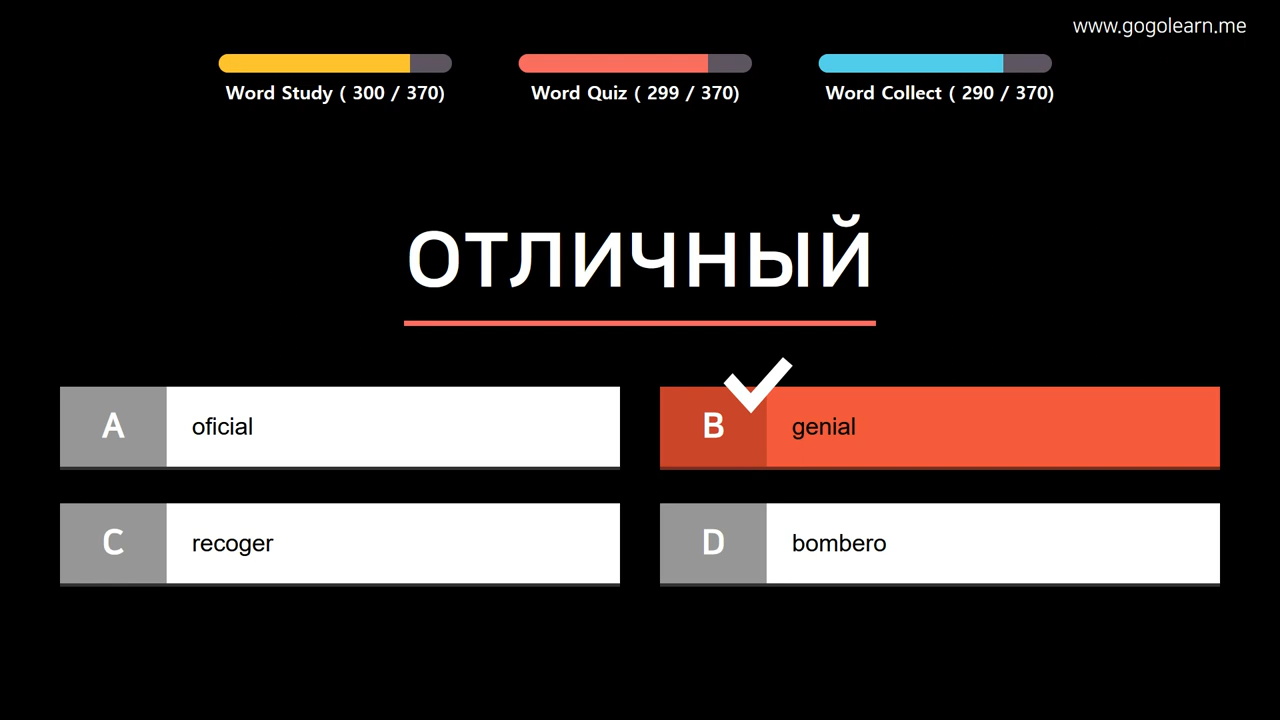 www.gogolearn.me
Word Study ( 300 / 370)
Word Quiz ( 299 / 370)
Word Collect ( 290 / 370)
отличный
A oficial
B genial
C recoger
D bombero